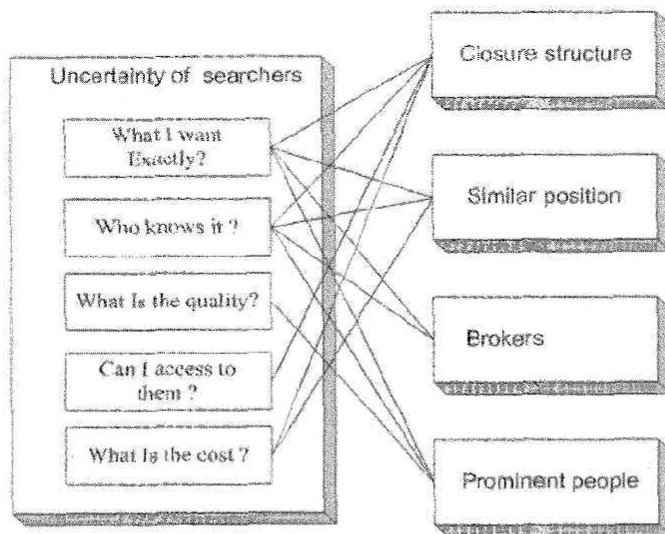 Uncertainty of searchers
What I want
Exactly?
Who knows it ?
What Is the quality?
Can I access to
them ?
What Is the cost ?
Closure structure
Similar position
Brokers
Prominent people